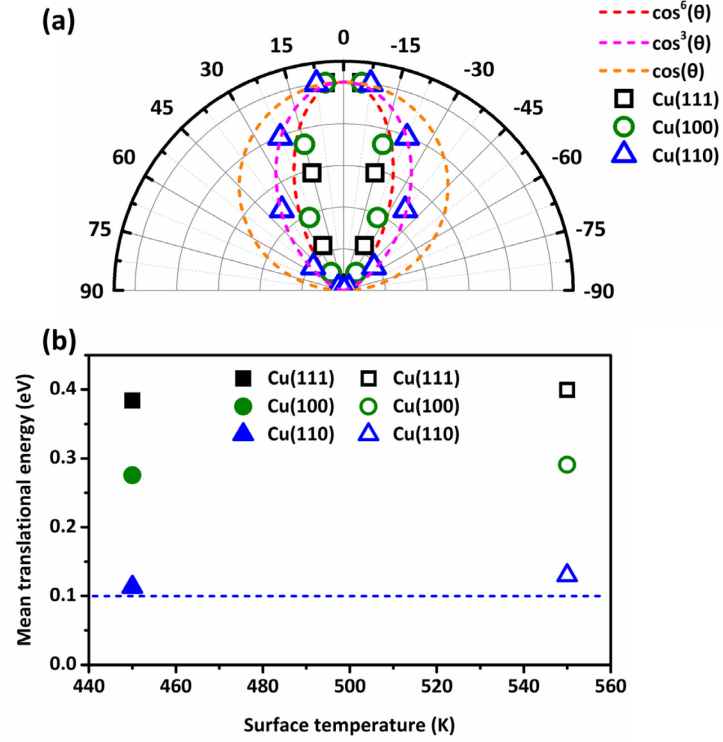 (a)
cos⁶(θ)
cos³(θ)
cos(θ)
Cu(111)
Cu(100)
Cu(110)
0
15
-15
30
-30
45
-45
60
-60
75
-75
90
-90
(b)
Cu(111) Cu(111)
Cu(100) Cu(100)
Cu(110) Cu(110)
Mean translational energy (eV)
0.4
0.3
0.2
0.1
0.0
440 460 480 500 520 540 560
Surface temperature (K)